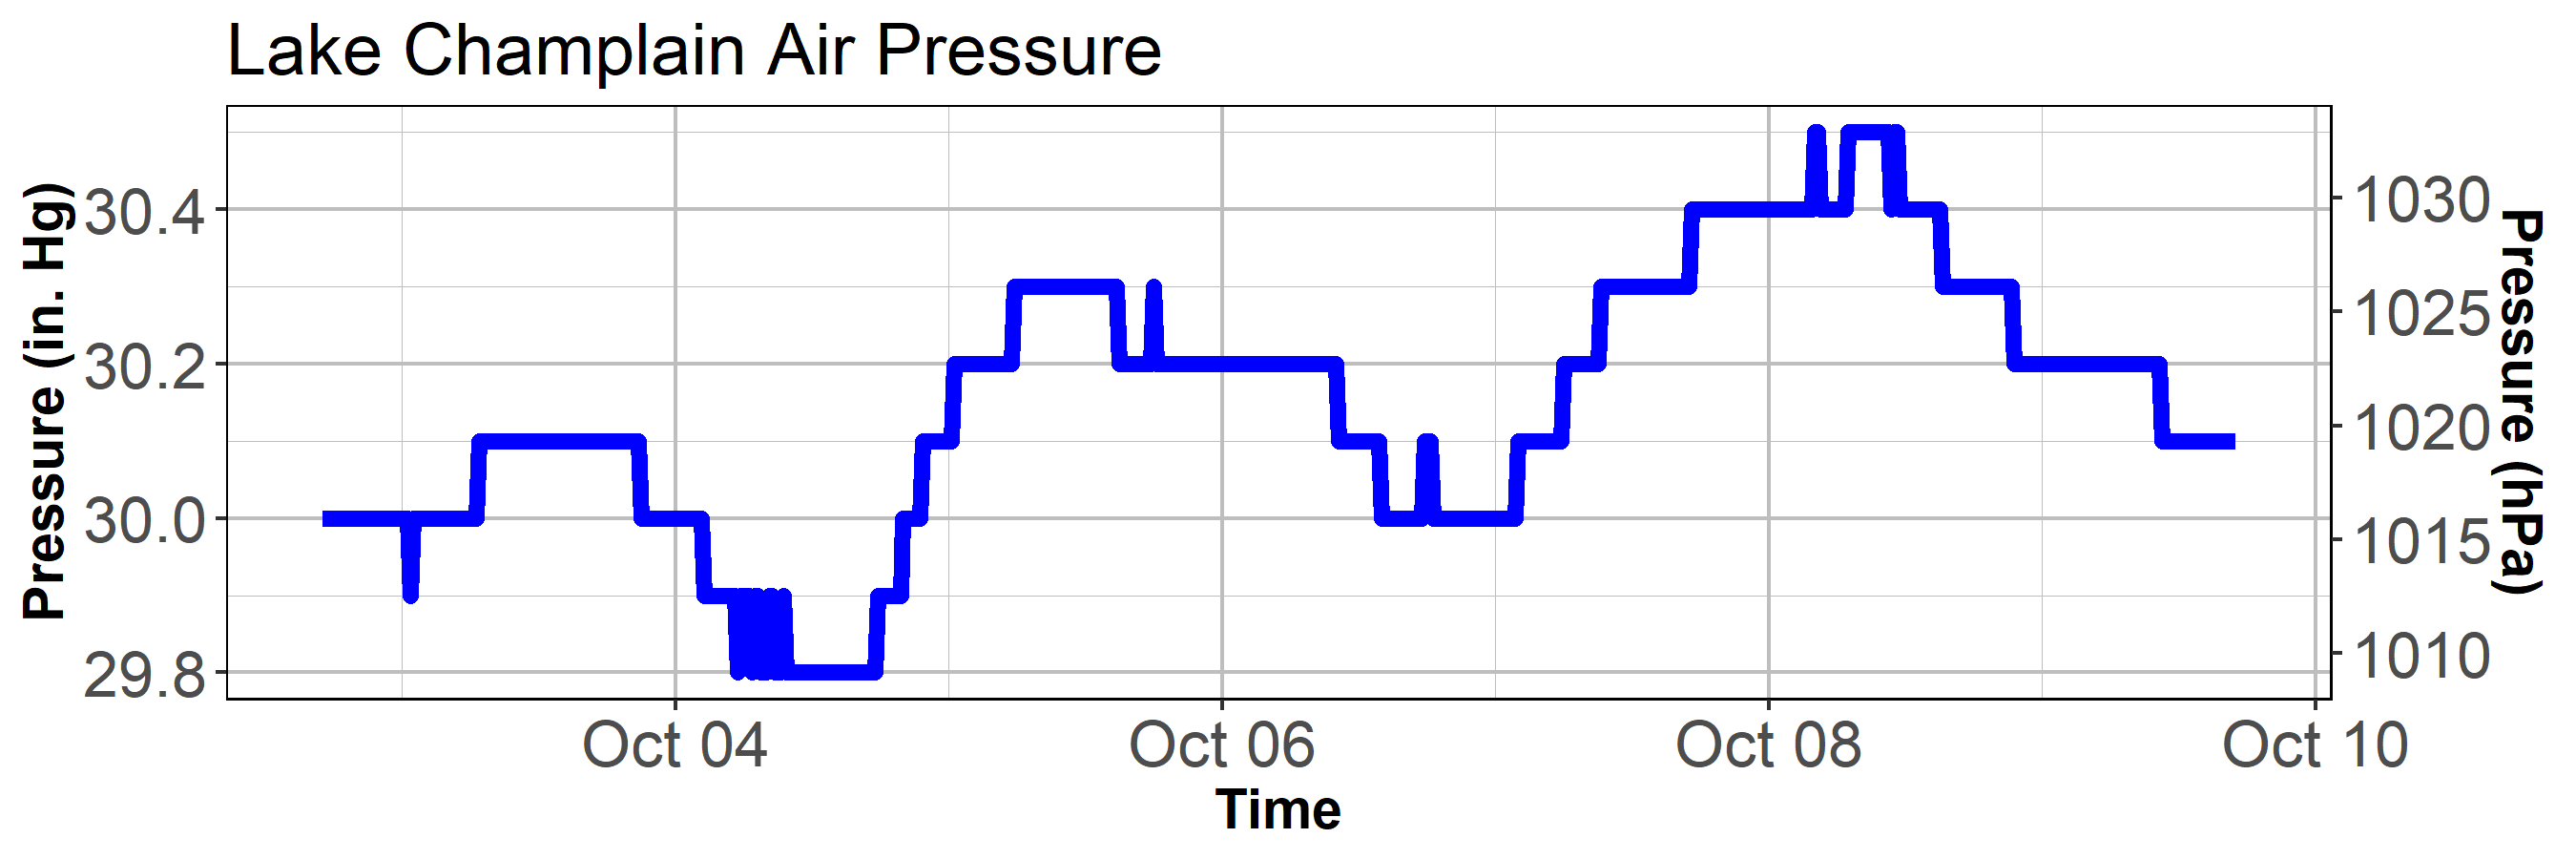 Lake Champlain Air Pressure
Pressure (in. Hg)
30.4
30.2
30.0
29.8
1030
1025
1020
1015
1010
Pressure (hPa)
Oct 04 Oct 06 Oct 08 Oct 10
Time